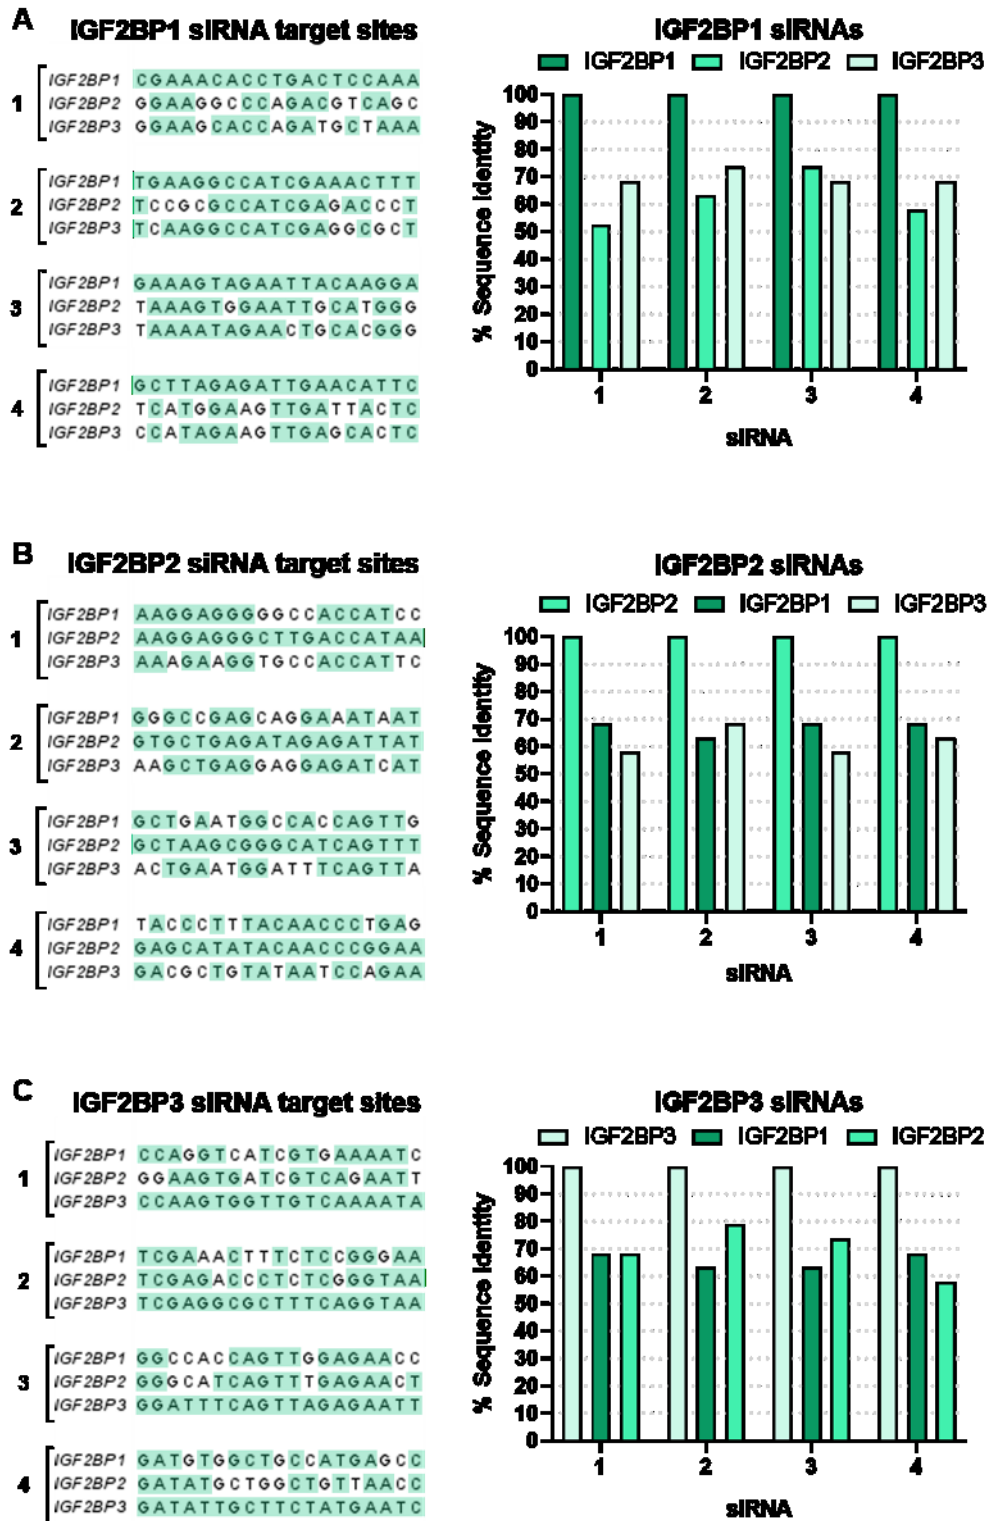 A
IGF2BP1 siRNA target sites
1
IGF2BP1 CGAAACACCTGACTCCAAA
IGF2BP2 GGAAGGCCCAGACGTCAGC
IGF2BP3 GGAAGCACCAGATGCTAAA
2
IGF2BP1 TGAAGGCCATCGAAACTTT
IGF2BP2 TCCGCGCCATCGAGACCCT
IGF2BP3 TCAAGGCCATCGAGGCGCT
3
IGF2BP1 GAAAGTAGAATTACAAGGA
IGF2BP2 TAAAGTGGAATTGCATGGG
IGF2BP3 TAAAATAGAACTGCACGGG
4
IGF2BP1 GCTTAGAGATTGAACATTC
IGF2BP2 TCATGGAAGTTGATTACTC
IGF2BP3 CCATAGAAGTTGAGCACTC
IGF2BP1 siRNAs
IGF2BP1 IGF2BP2 IGF2BP3
% Sequence Identity
100
90
80
70
60
50
40
30
20
10
0
1 2 3 4
siRNA
B
IGF2BP2 siRNA target sites
1
IGF2BP1 AAGGAGGGGGCCACCATCC
IGF2BP2 AAGGAGGGCTTGACCATAA
IGF2BP3 AAAGAAGGTGCCACCATTC
2
IGF2BP1 GGGCCGAGCAGGAAATAAT
IGF2BP2 GTGCTGAGATAGAGATTAT
IGF2BP3 AAGCTGAGGAGGAGATCAT
3
IGF2BP1 GCTGAATGGCCACCAGTTG
IGF2BP2 GCTAAGCGGGCATCAGTTT
IGF2BP3 ACTGAATGGATTTCAGTTA
4
IGF2BP1 TACCCTTTACAACCCTGAG
IGF2BP2 GAGCATATACAACCCGGAA
IGF2BP3 GACGCTGTATAATCCAGAA
IGF2BP2 siRNAs
IGF2BP2 IGF2BP1 IGF2BP3
% Sequence Identity
100
90
80
70
60
50
40
30
20
10
0
1 2 3 4
siRNA
C
IGF2BP3 siRNA target sites
1
IGF2BP1 CCAGGTCATCGTGAAAATC
IGF2BP2 GGAAGTGATCGTCAGAATT
IGF2BP3 CCAAGTGGTTGTCAAAATA
2
IGF2BP1 TCGAAACTTTCTCCGGGAA
IGF2BP2 TCGAGACCCTCTCGGGTAA
IGF2BP3 TCGAGGCGCTTTCAGGTAA
3
IGF2BP1 GGCCACCAGTTGGAGAACC
IGF2BP2 GGGCATCAGTTTGAGAACT
IGF2BP3 GGATTTCAGTTAGAGAATT
4
IGF2BP1 GATGTGGCTGCCATGAGCC
IGF2BP2 GATATGCTGGCTGTTAACC
IGF2BP3 GATATTGCTTCTATGAATC
IGF2BP3 siRNAs
IGF2BP3 IGF2BP1 IGF2BP2
% Sequence Identity
100
90
80
70
60
50
40
30
20
10
0
1 2 3 4
siRNA